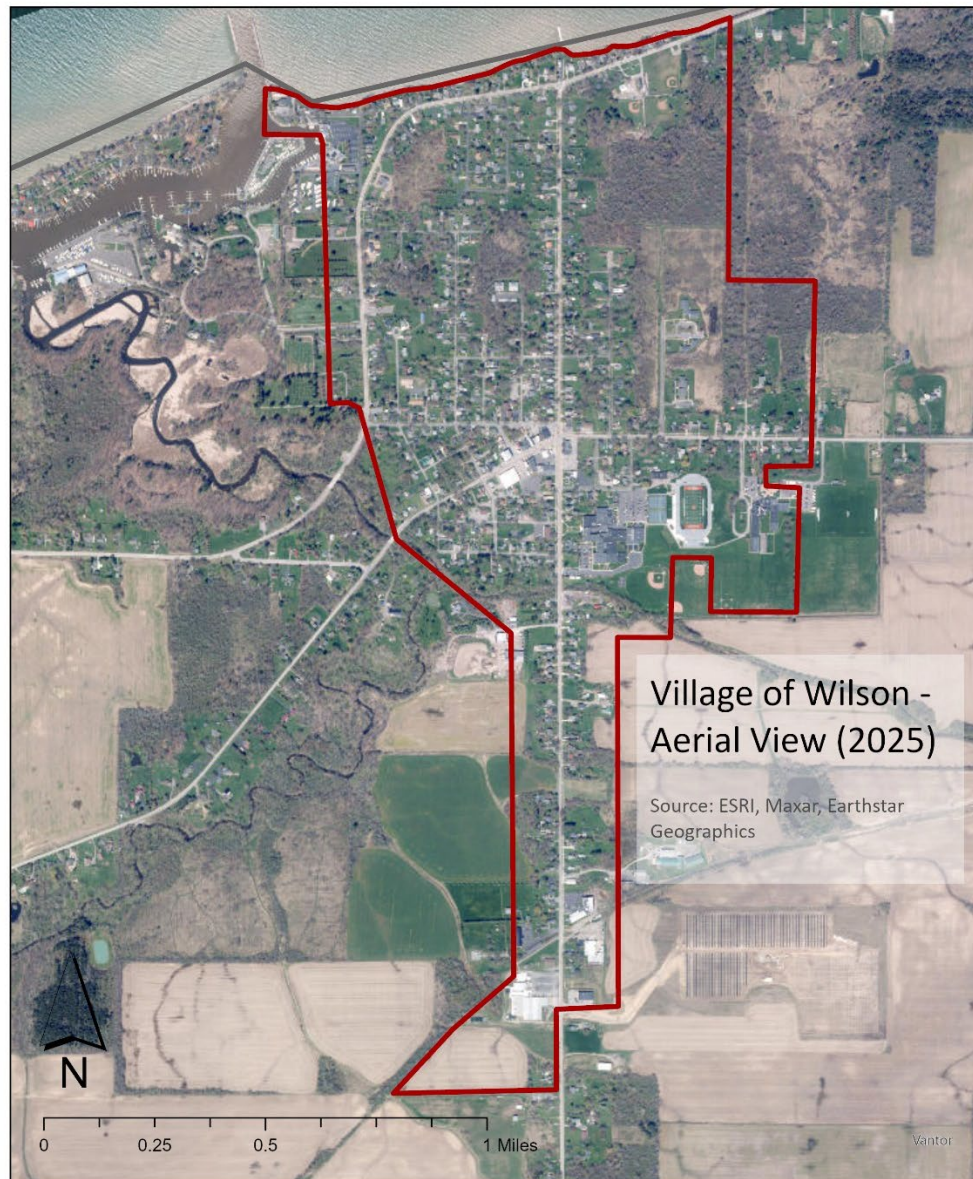 Village of Wilson -
Aerial View (2025)
Source: ESRI, Maxar, Earthstar
Geographics
N
0 0.25 0.5 1 Miles
Vantor